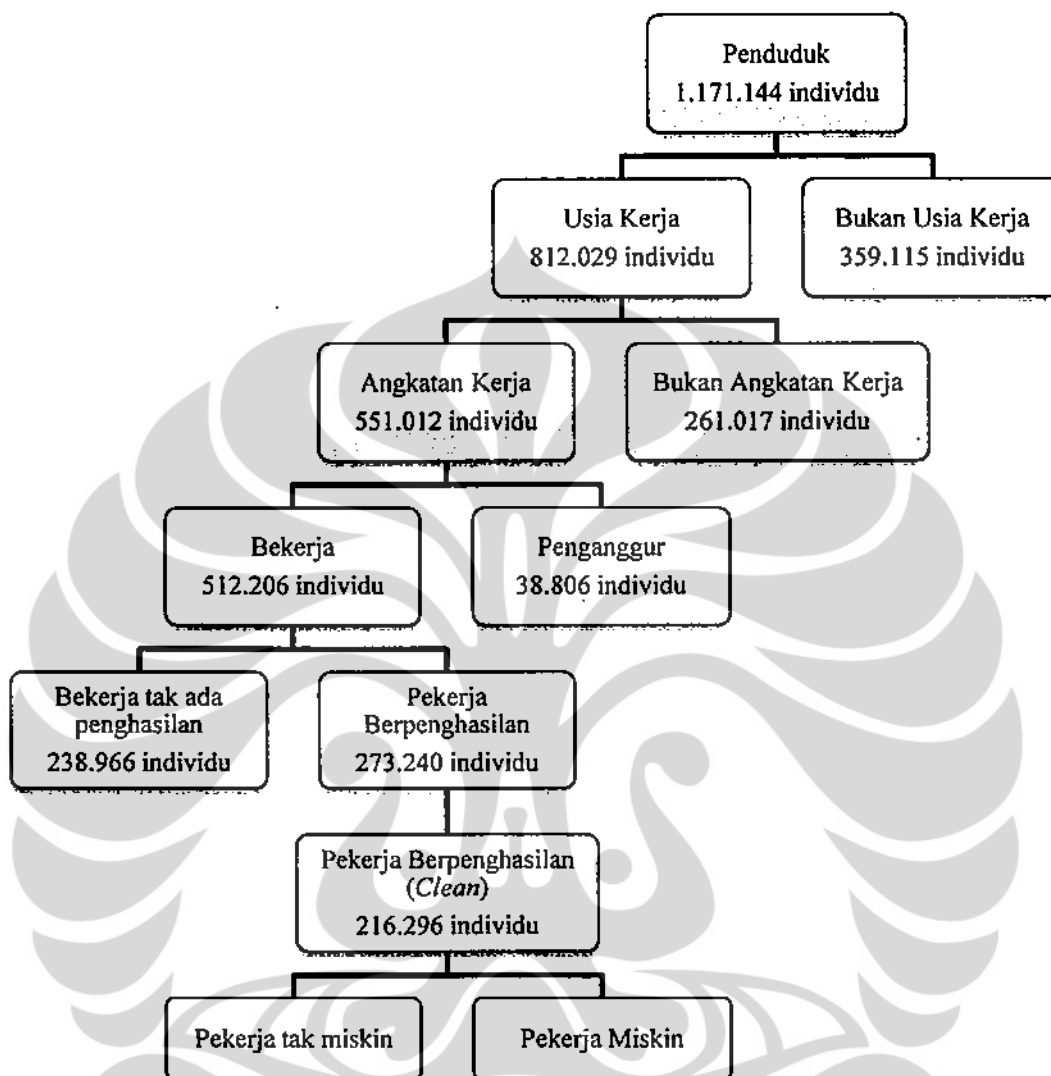 Penduduk
1.171.144 individu
Usia Kerja
812.029 individu
Bukan Usia Kerja
359.115 individu
Angkatan Kerja
551.012 individu
Bukan Angkatan Kerja
261.017 individu
Bekerja
512.206 individu
Penganggur
38.806 individu
Bekerja tak ada
penghasilan
238.966 individu
Pekerja
Berpenghasilan
273.240 individu
Pekerja Berpenghasilan
(Clean)
216.296 individu
Pekerja tak miskin
Pekerja Miskin